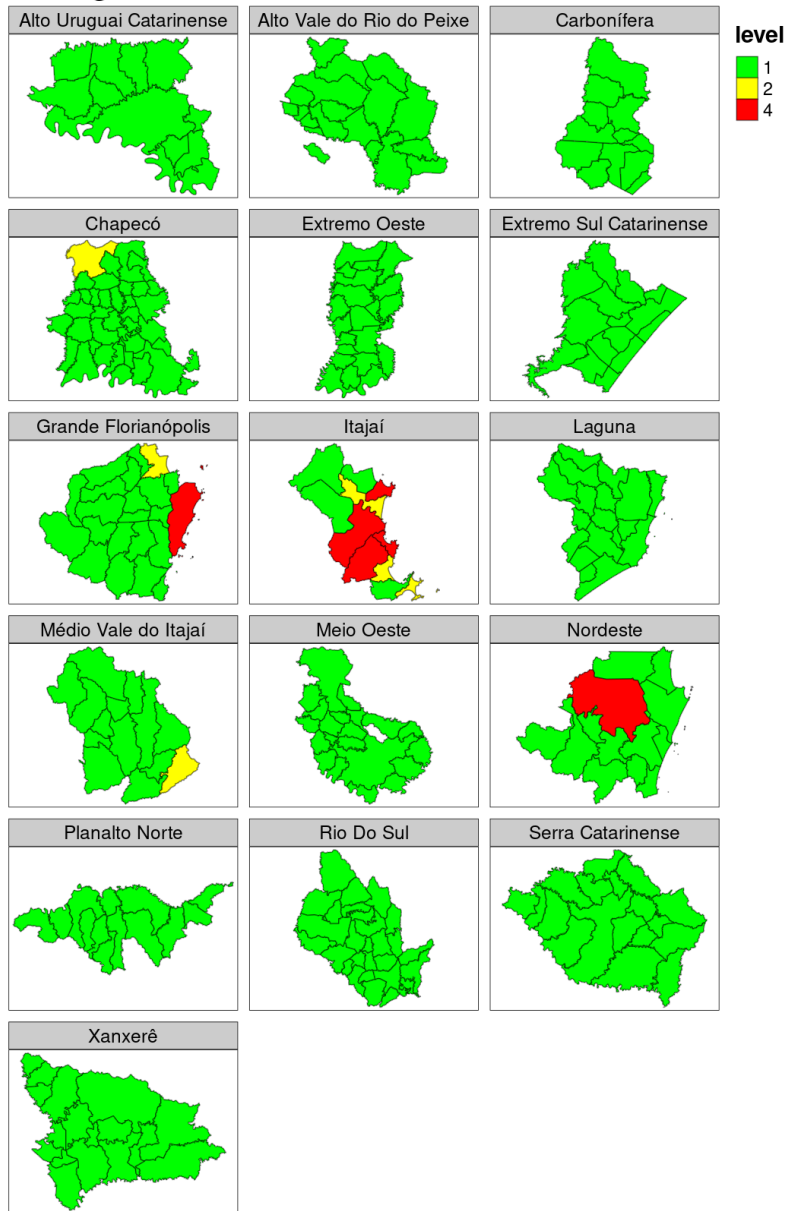 Alto Uruguai Catarinense
Alto Vale do Rio do Peixe
Carbonífera
level
1
2
4
Chapecó
Extremo Oeste
Extremo Sul Catarinense
Grande Florianópolis
Itajaí
Laguna
Médio Vale do Itajaí
Meio Oeste
Nordeste
Planalto Norte
Rio Do Sul
Serra Catarinense
Xanxerê